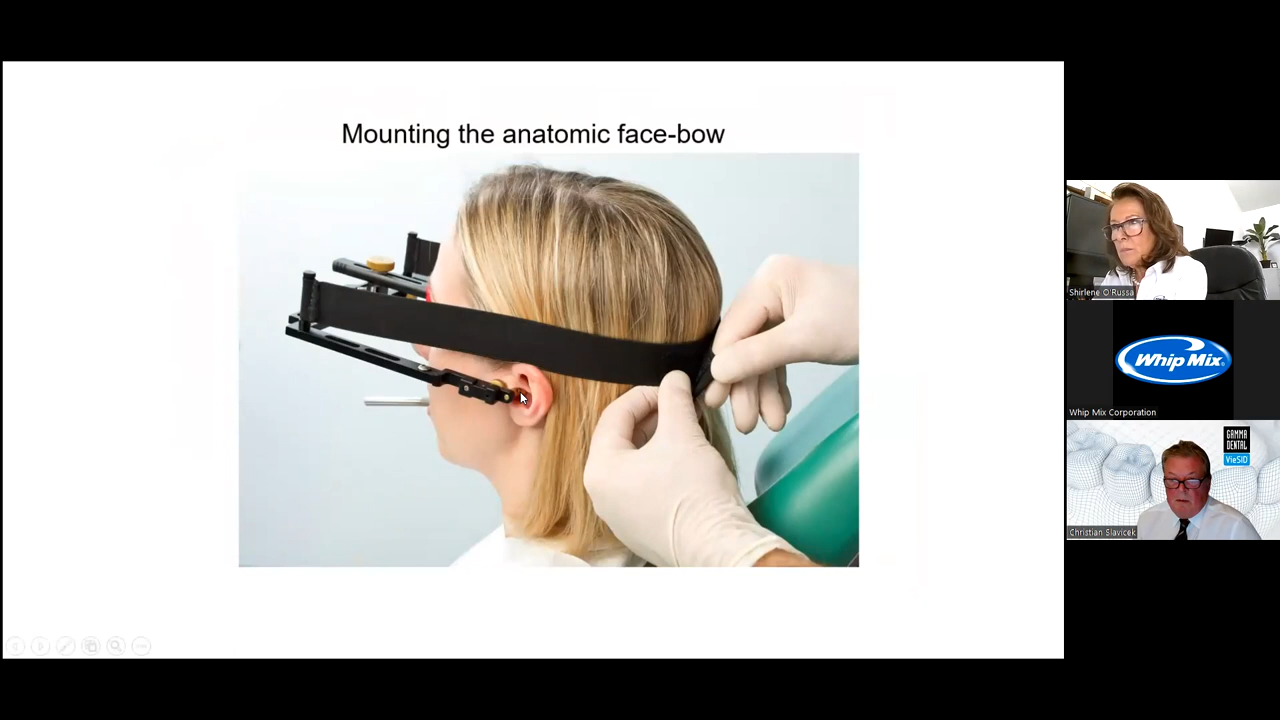 Mounting the anatomic face-bow
Shirlene O'Russa
Whip Mix
Whip Mix Corporation
GAMMA
DENTAL
VieSID
Christian Slavicek